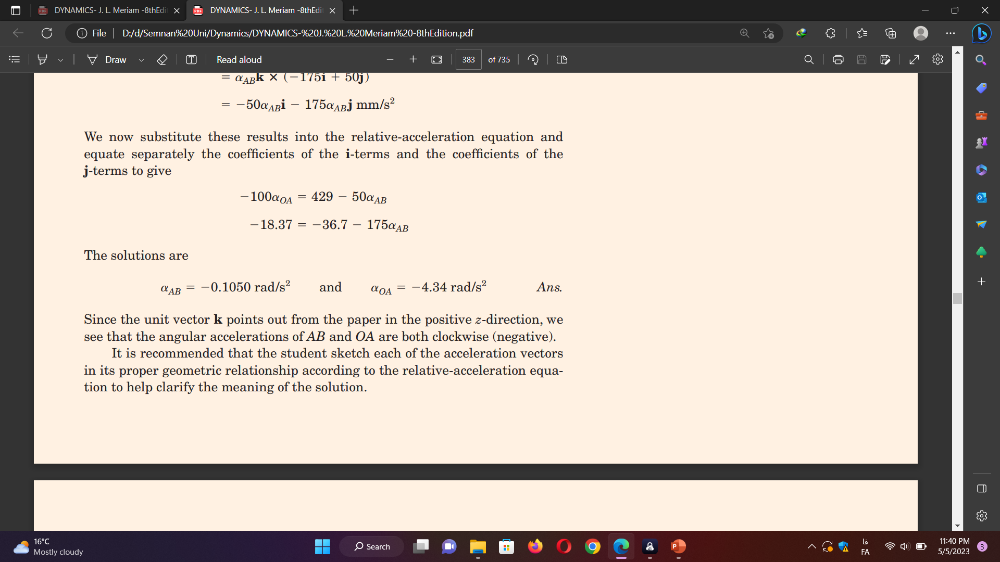 DYNAMICS- J. L. Meriam -8thEdi
DYNAMICS- J. L. Meriam -8thEdit
File
D:/d/Semnan%20Uni/Dynamics/DYNAMICS-%20J.%20L.%20Meriam%20-8thEdition.pdf
Draw
Read aloud
383
of 735
= α_AB k × (−175i + 50j)
= −50α_AB i − 175α_AB j mm/s²
We now substitute these results into the relative-acceleration equation and
equate separately the coefficients of the i-terms and the coefficients of the
j-terms to give
−100α_OA = 429 − 50α_AB
−18.37 = −36.7 − 175α_AB
The solutions are
α_AB = −0.1050 rad/s² and α_OA = −4.34 rad/s² Ans.
Since the unit vector k points out from the paper in the positive z-direction, we
see that the angular accelerations of AB and OA are both clockwise (negative).
It is recommended that the student sketch each of the acceleration vectors
in its proper geometric relationship according to the relative-acceleration equa-
tion to help clarify the meaning of the solution.
16°C
Mostly cloudy
Search
فا
FA
11:40 PM
5/5/2023
3